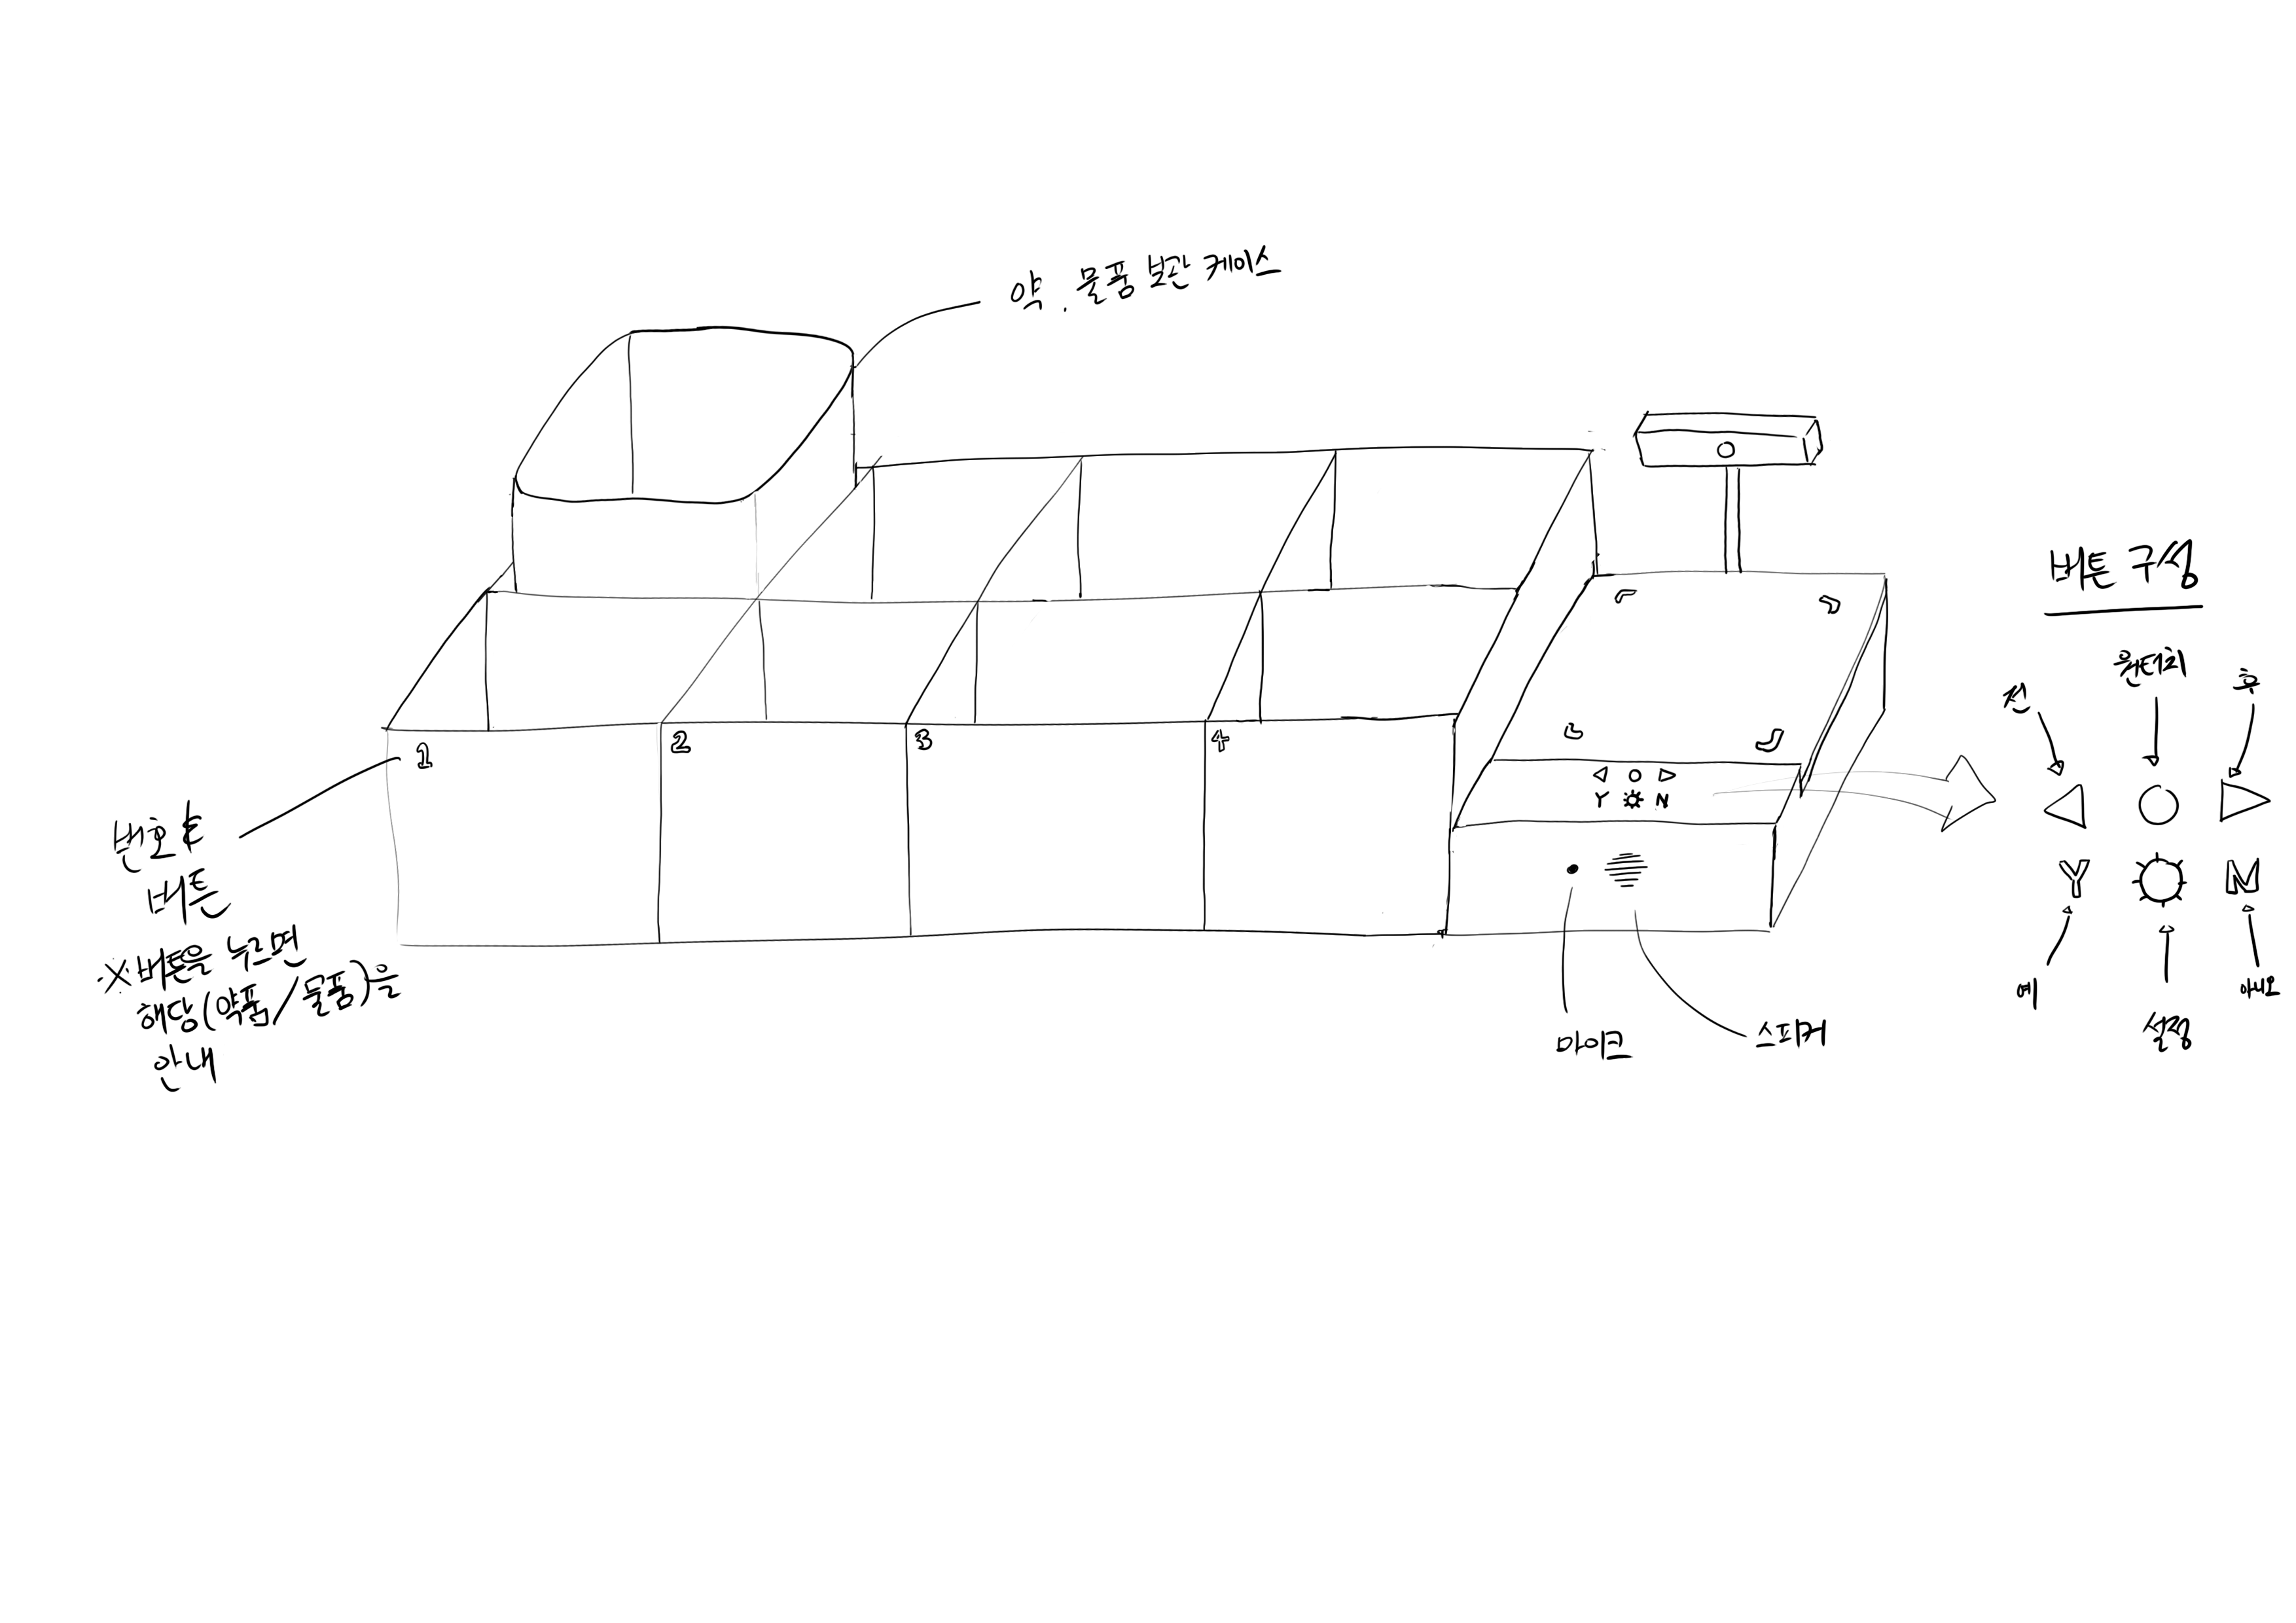 약. 물품 보관 케이스
1
2
3
4
Y
N
번호 &
버튼
※버튼을 누르면
해당(약품/물품)을
안내
마이크
스피커
버튼 구성
전
원터치
후
Y
N
예
설정
아니오